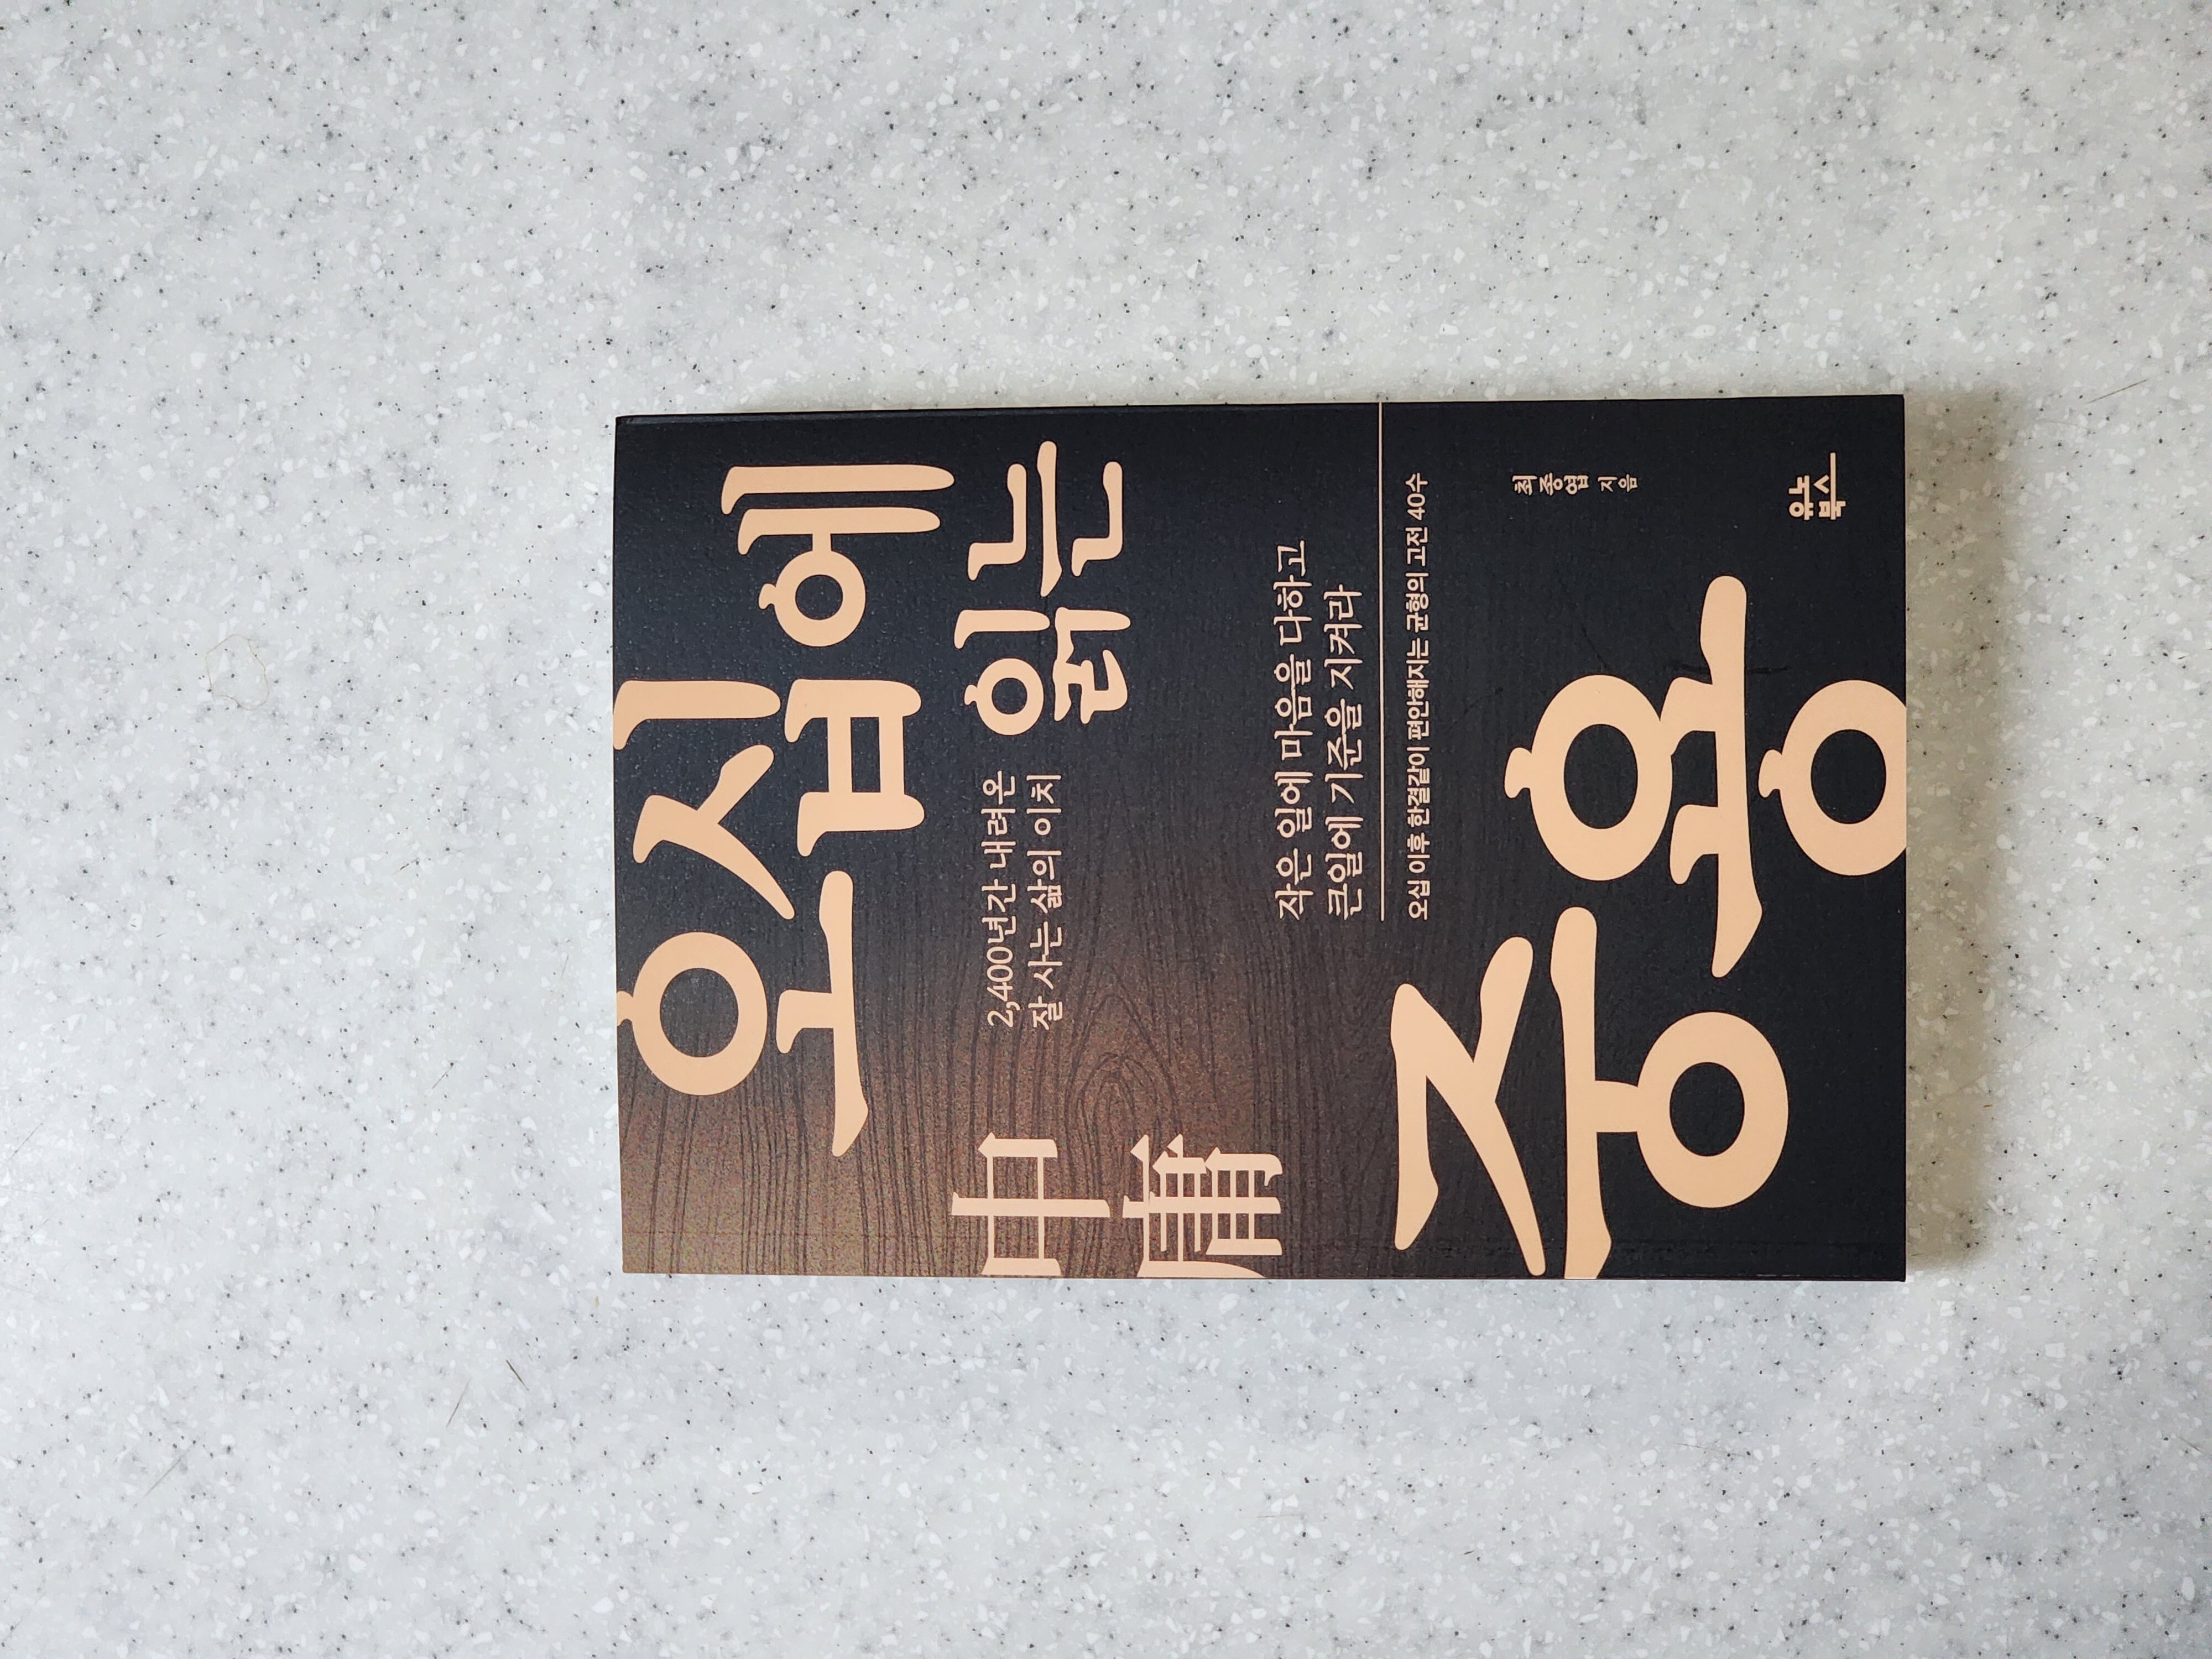 오십에
읽는
2,400년간 내려온
잘 사는 삶의 이치
中庸
작은 일에 마음을 다하고
큰일에 기준을 지켜라
오십 이후 한결같이 편안해지는 균형의 고전 40수
중용
최종엽 지음
유노
북스